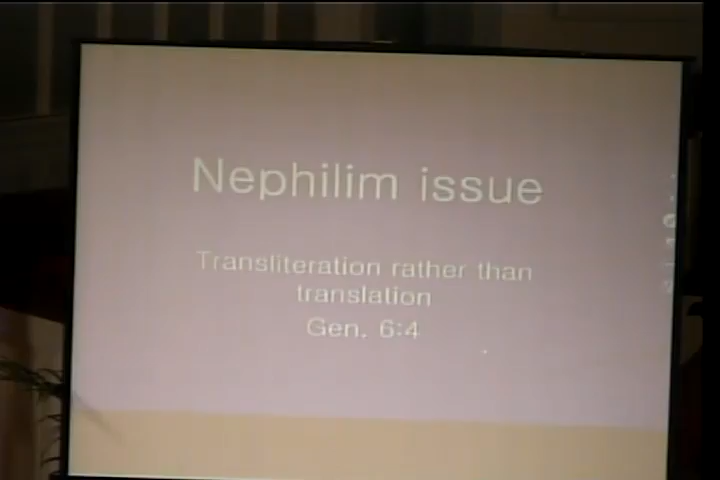 Nephilim issue
Transliteration rather than
translation
Gen. 6:4